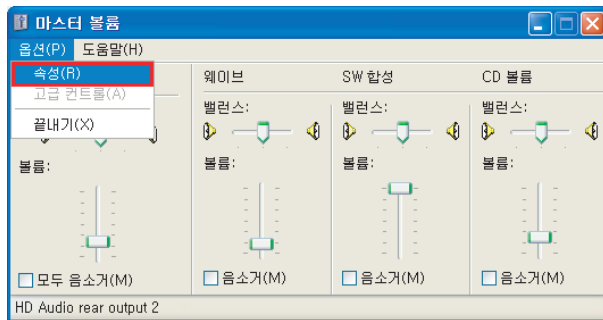 마스터 볼륨
옵션(P) 도움말(H)
속성(R)
고급 컨트롤(A)
끝내기(X)
웨이브 SW 합성 CD 볼륨
밸런스: 밸런스: 밸런스:
볼륨: 볼륨: 볼륨: 볼륨:
모두 음소거(M) 음소거(M) 음소거(M) 음소거(M)
HD Audio rear output 2